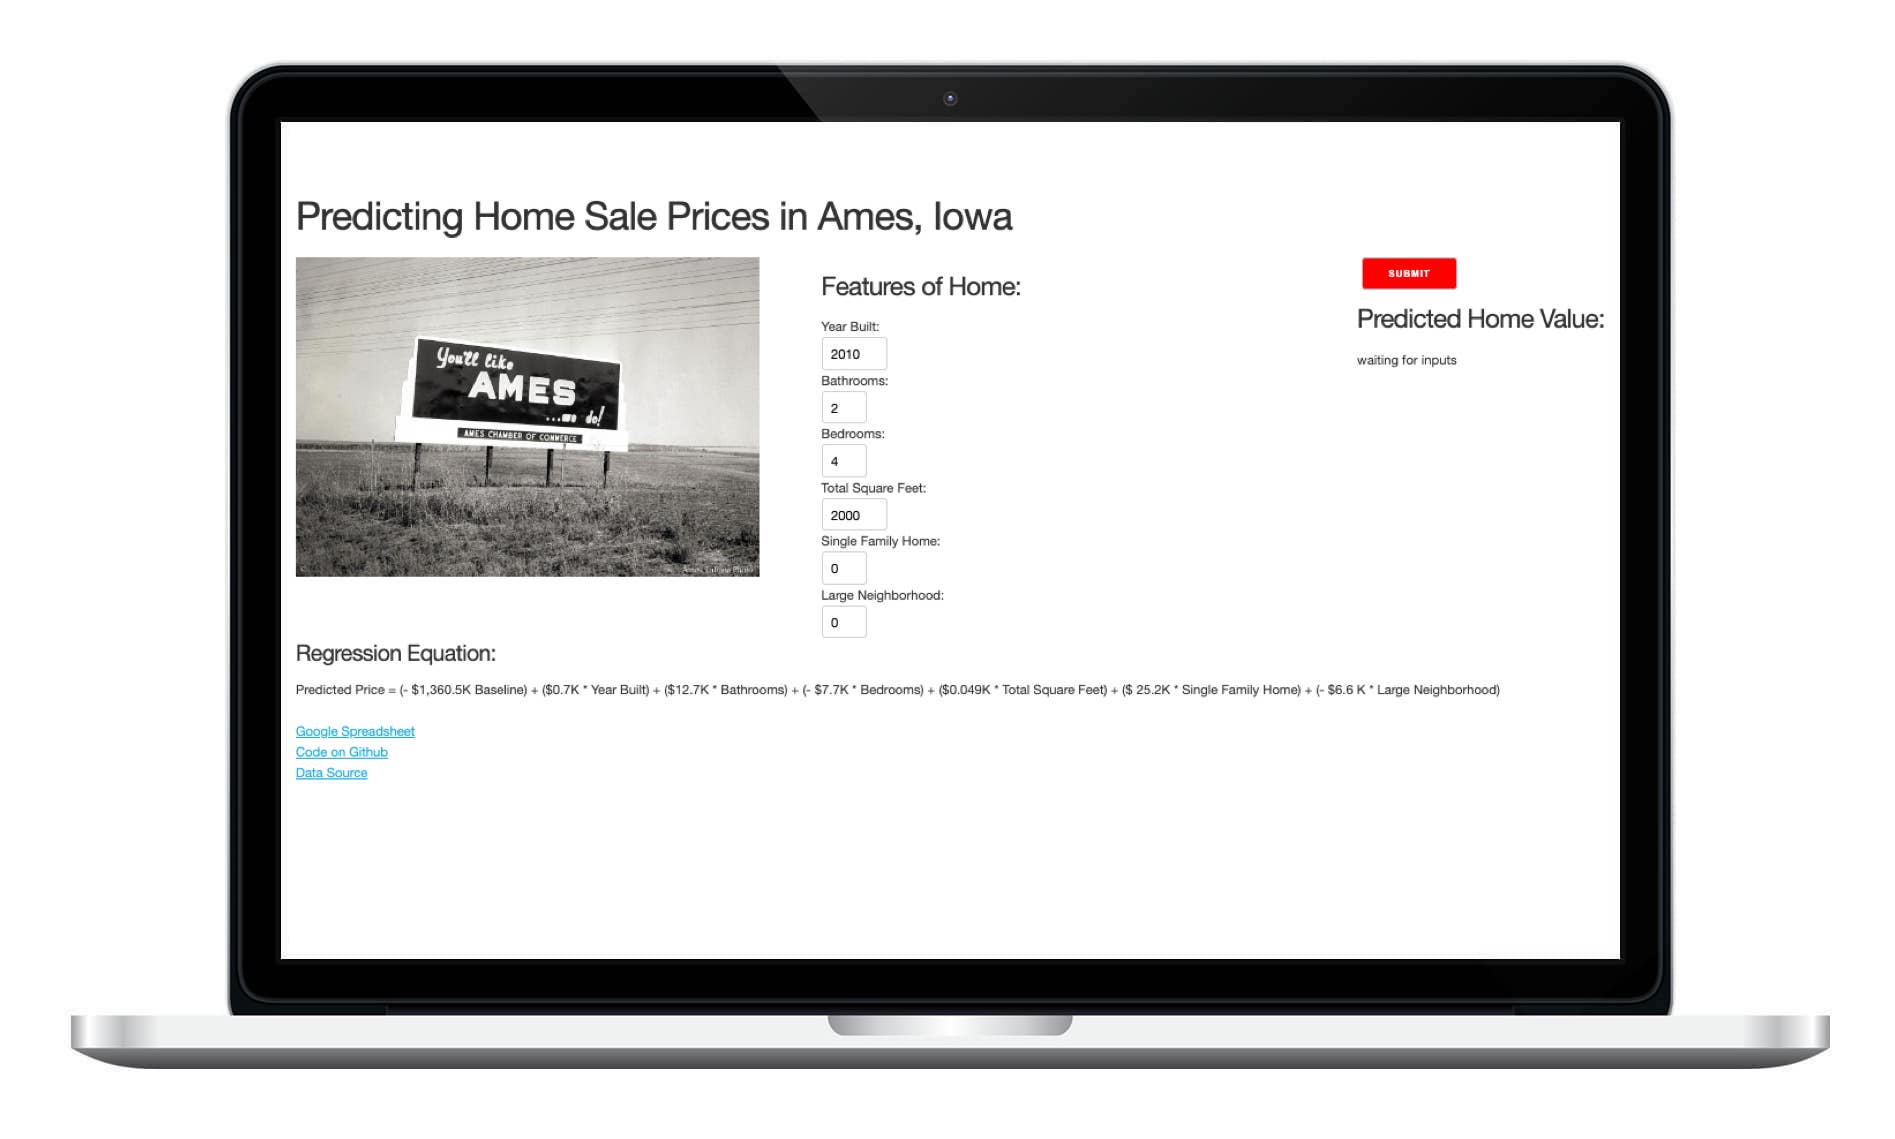 Predicting Home Sale Prices in Ames, Iowa
You'll like
AMES
...we do!
AMES CHAMBER OF COMMERCE
Features of Home:
Year Built:
2010
Bathrooms:
2
Bedrooms:
4
Total Square Feet:
2000
Single Family Home:
0
Large Neighborhood:
0
SUBMIT
Predicted Home Value:
waiting for inputs
Regression Equation:
Predicted Price = (- $1,360.5K Baseline) + ($0.7K * Year Built) + ($12.7K * Bathrooms) + (- $7.7K * Bedrooms) + ($0.049K * Total Square Feet) + ($ 25.2K * Single Family Home) + (- $6.6 K * Large Neighborhood)
Google Spreadsheet
Code on Github
Data Source